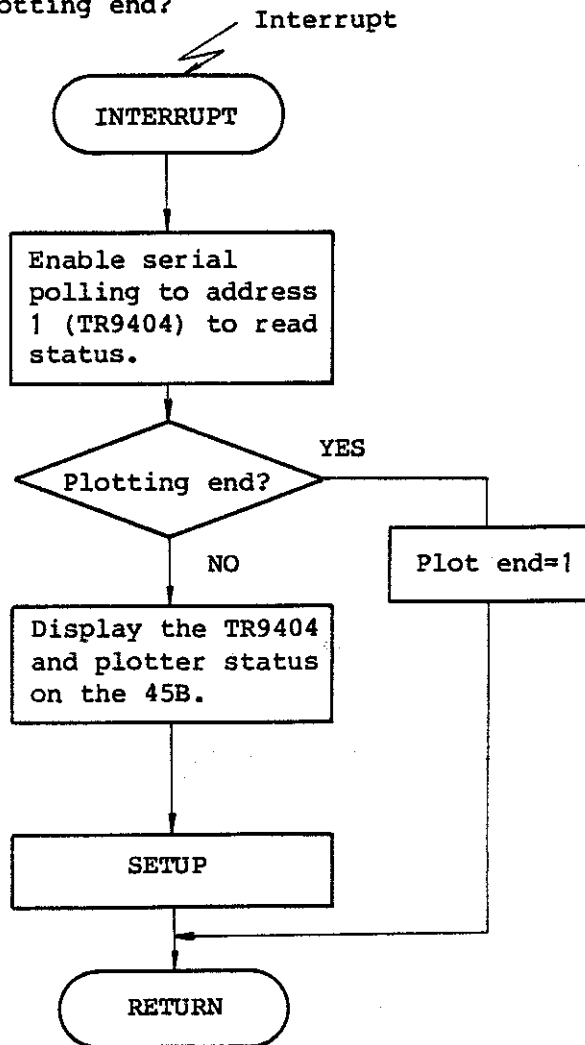 otting end?
Interrupt
INTERRUPT
Enable serial
polling to address
1 (TR9404) to read
status.
YES
Plotting end?
NO
Plot end=1
Display the TR9404
and plotter status
on the 45B.
SETUP
RETURN